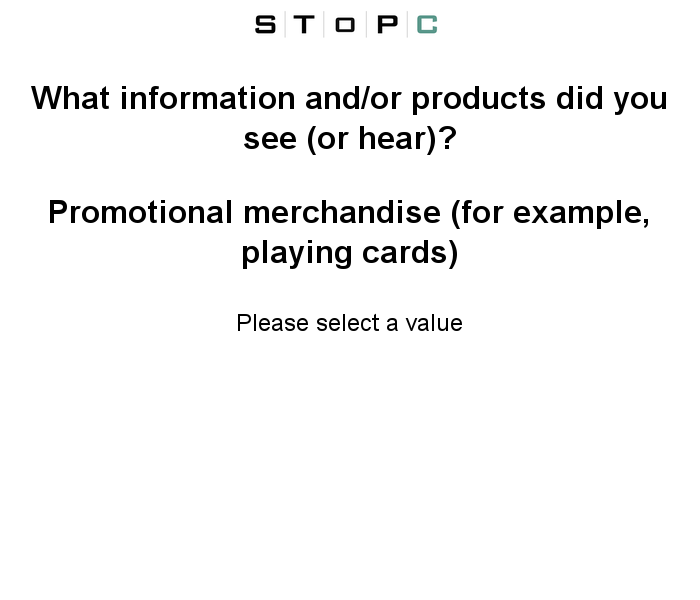 STOPC
What information and/or products did you
see (or hear)?
Promotional merchandise (for example,
playing cards)
Please select a value